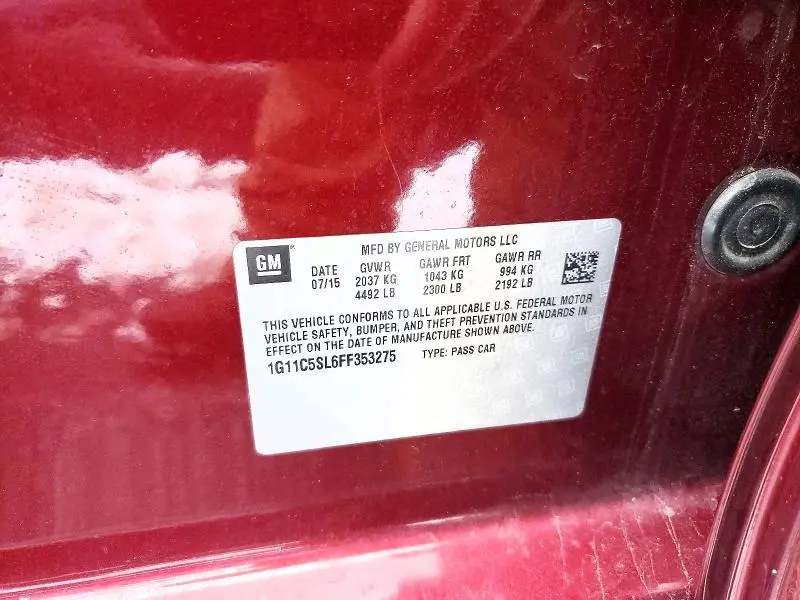 GM
MFD BY GENERAL MOTORS LLC
DATE GVWR GAWR FRT GAWR RR
07/15 2037 KG 1043 KG 994 KG
4492 LB 2300 LB 2192 LB
THIS VEHICLE CONFORMS TO ALL APPLICABLE U.S. FEDERAL MOTOR
VEHICLE SAFETY, BUMPER, AND THEFT PREVENTION STANDARDS IN
EFFECT ON THE DATE OF MANUFACTURE SHOWN ABOVE.
1G11C5SL6FF353275 TYPE: PASS CAR